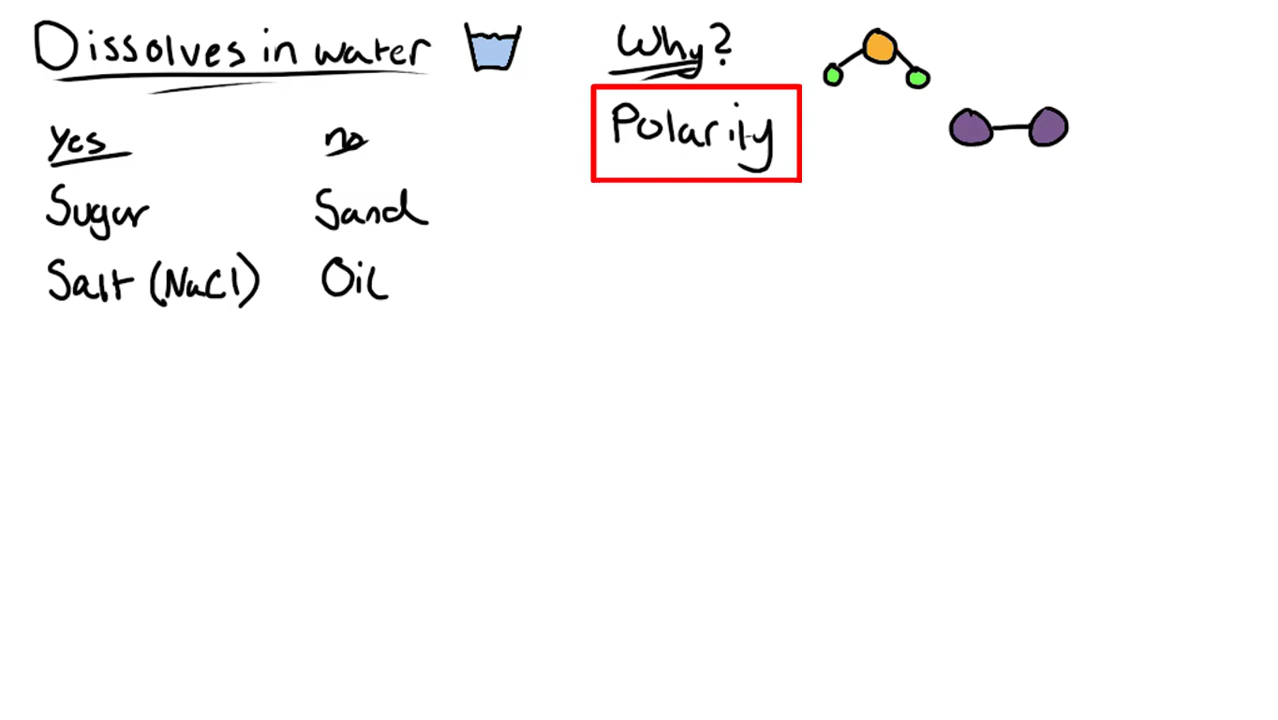 Dissolves in water
yes no
Sugar Sand
Salt (NaCl) Oil
Why?
Polarity